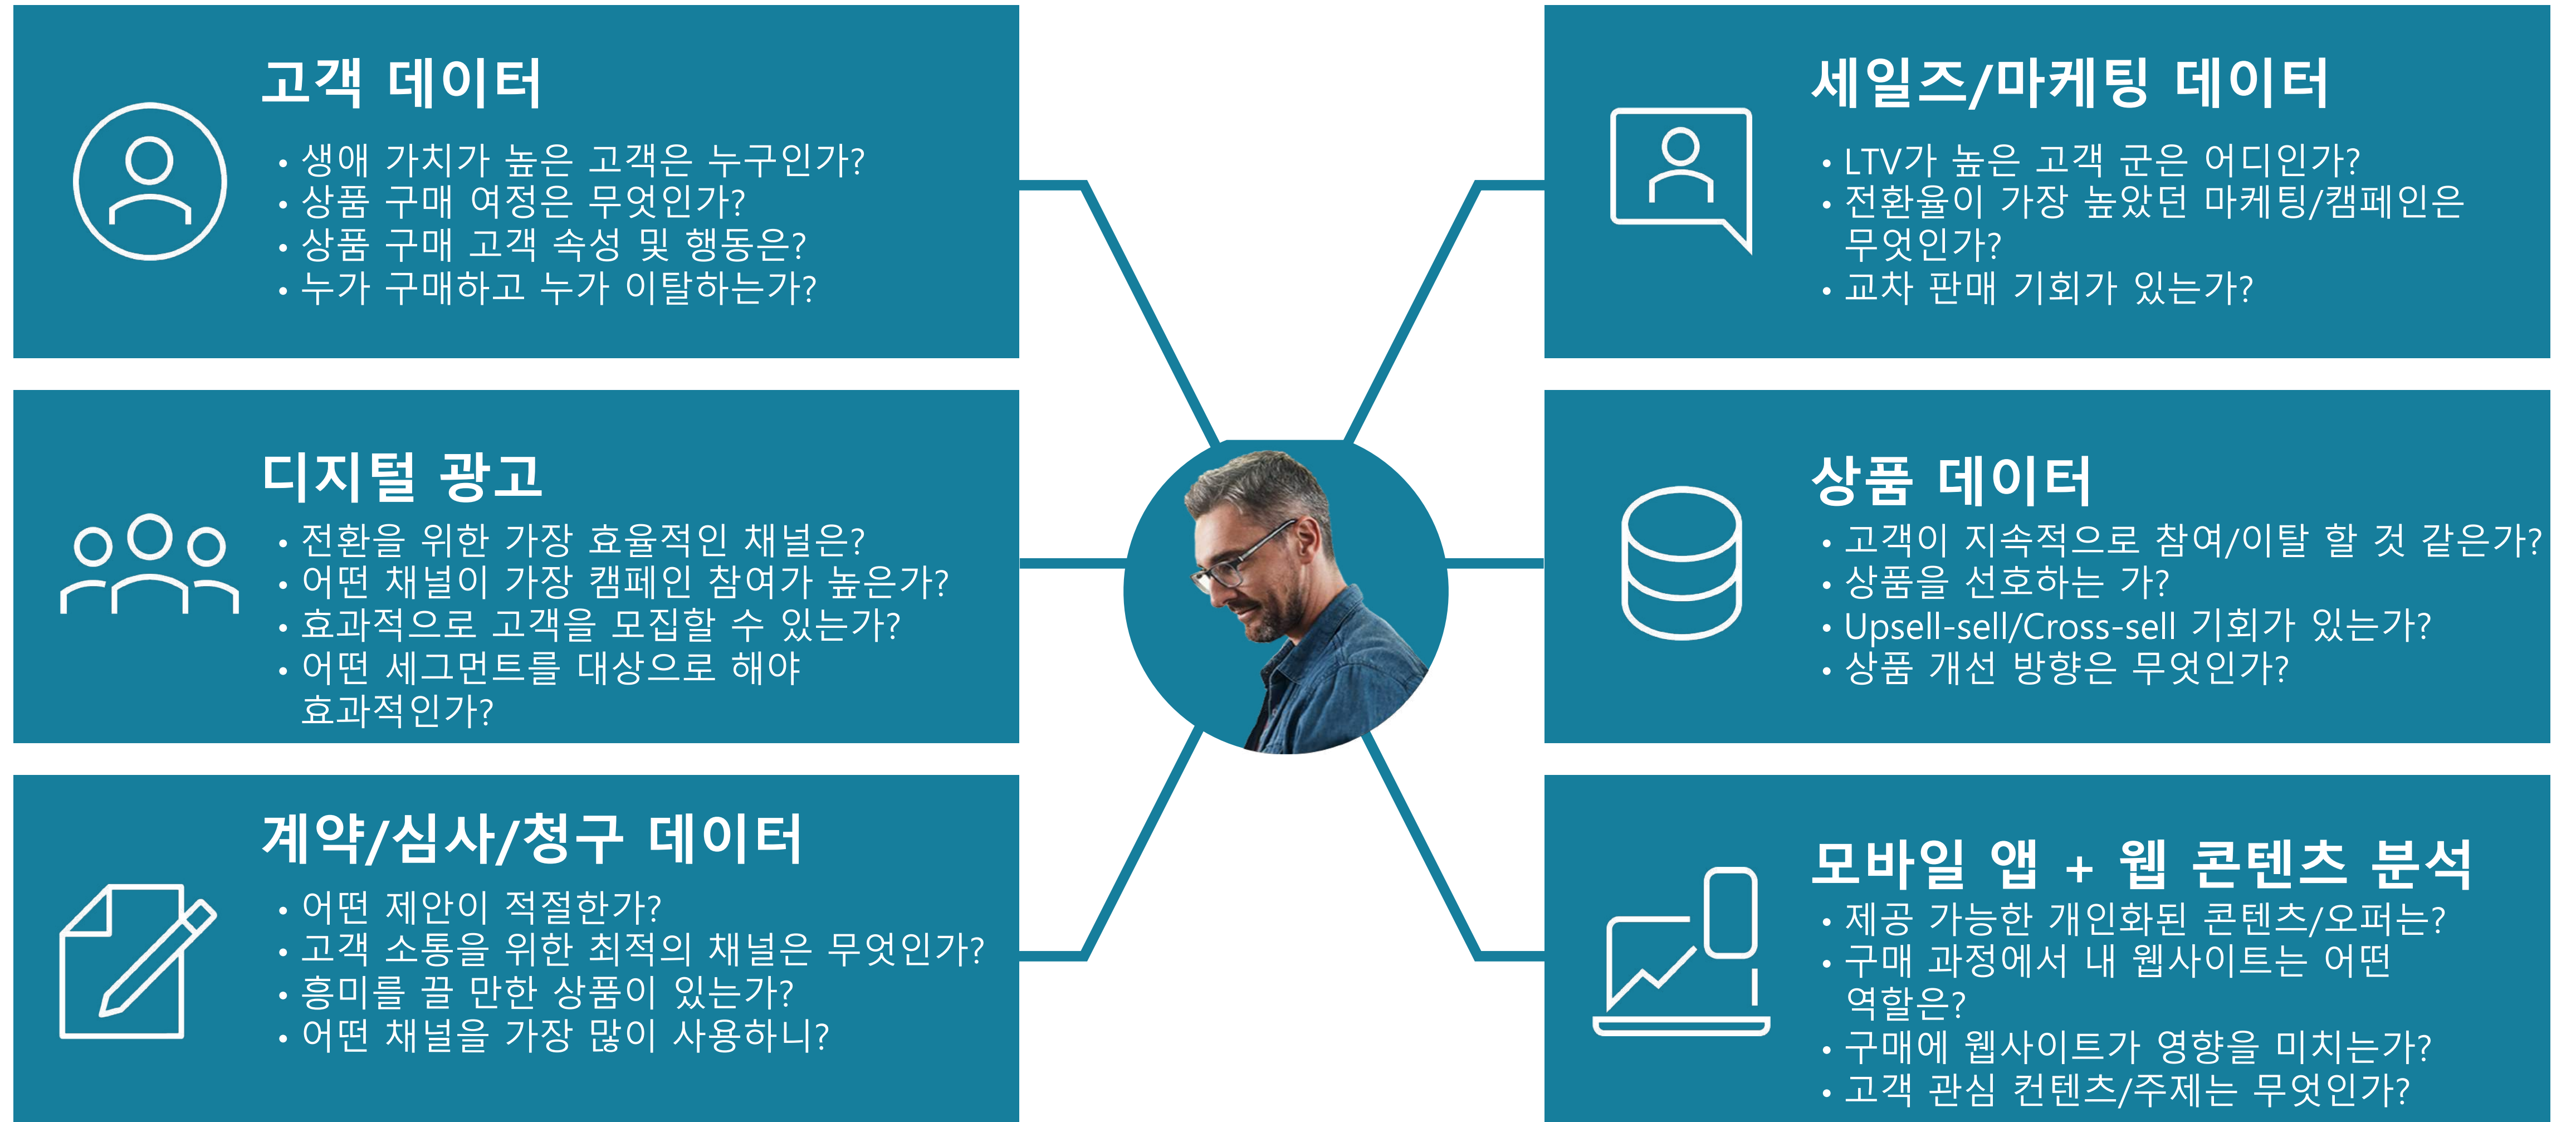 고객 데이터
• 생애 가치가 높은 고객은 누구인가?
• 상품 구매 여정은 무엇인가?
• 상품 구매 고객 속성 및 행동은?
• 누가 구매하고 누가 이탈하는가?
세일즈/마케팅 데이터
• LTV가 높은 고객 군은 어디인가?
• 전환율이 가장 높았던 마케팅/캠페인은
무엇인가?
• 교차 판매 기회가 있는가?
디지털 광고
• 전환을 위한 가장 효율적인 채널은?
• 어떤 채널이 가장 캠페인 참여가 높은가?
• 효과적으로 고객을 모집할 수 있는가?
• 어떤 세그먼트를 대상으로 해야
효과적인가?
상품 데이터
• 고객이 지속적으로 참여/이탈 할 것 같은가?
• 상품을 선호하는 가?
• Upsell-sell/Cross-sell 기회가 있는가?
• 상품 개선 방향은 무엇인가?
계약/심사/청구 데이터
• 어떤 제안이 적절한가?
• 고객 소통을 위한 최적의 채널은 무엇인가?
• 흥미를 끌 만한 상품이 있는가?
• 어떤 채널을 가장 많이 사용하니?
모바일 앱 + 웹 콘텐츠 분석
• 제공 가능한 개인화된 콘텐츠/오퍼는?
• 구매 과정에서 내 웹사이트는 어떤
역할은?
• 구매에 웹사이트가 영향을 미치는가?
• 고객 관심 컨텐츠/주제는 무엇인가?